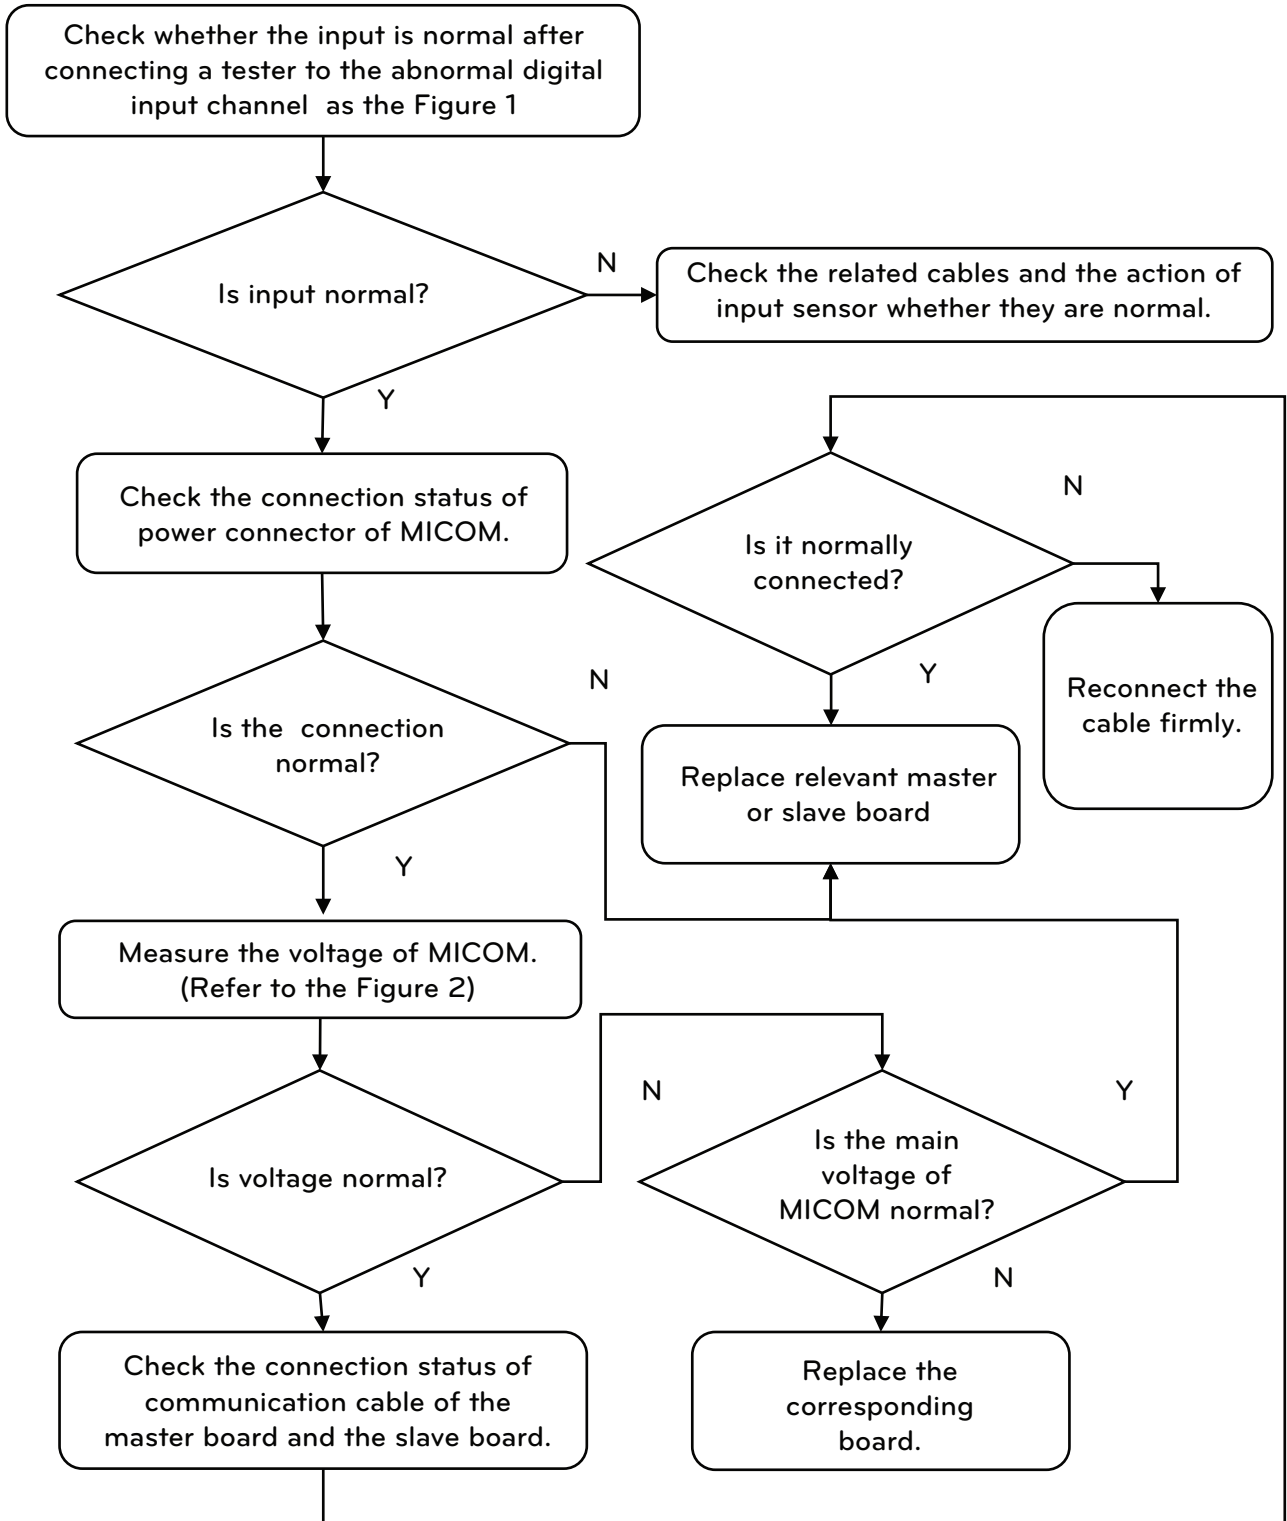 Check whether the input is normal after
connecting a tester to the abnormal digital
input channel as the Figure 1
Is input normal?
N
Check the related cables and the action of
input sensor whether they are normal.
Y
Check the connection status of
power connector of MICOM.
N
Is it normally
connected?
Y
Reconnect the
cable firmly.
N
Is the connection
normal?
Replace relevant master
or slave board
Y
Measure the voltage of MICOM.
(Refer to the Figure 2)
N
Y
Is voltage normal?
Is the main
voltage of
MICOM normal?
Y
N
Check the connection status of
communication cable of the
master board and the slave board.
Replace the
corresponding
board.